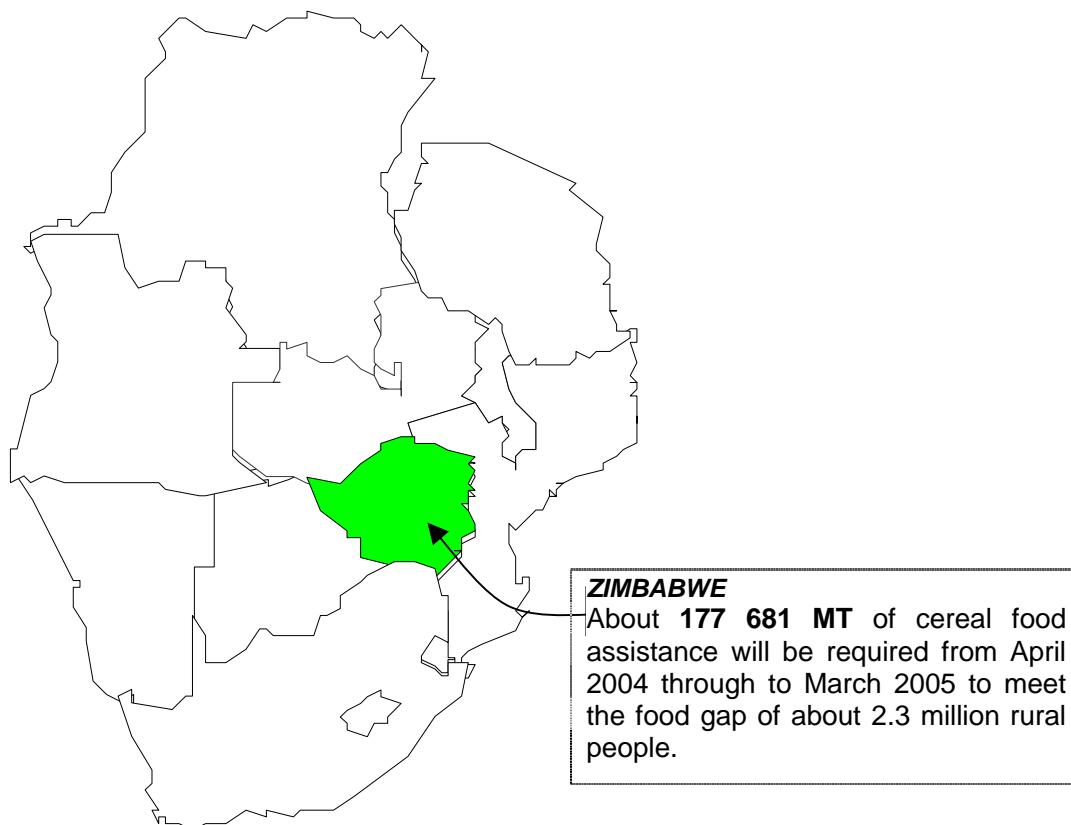 ZIMBABWE
About 177 681 MT of cereal food
assistance will be required from April
2004 through to March 2005 to meet
the food gap of about 2.3 million rural
people.